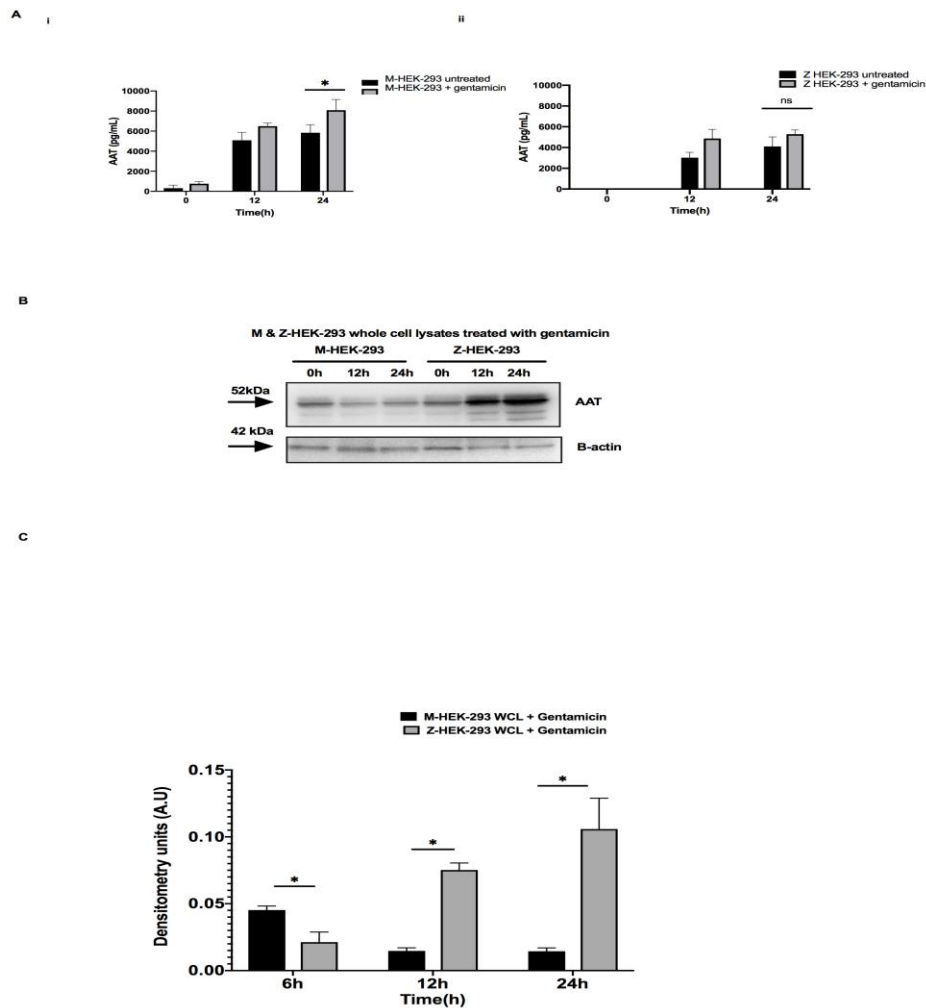 A
i
ii
M-HEK-293 untreated
M-HEK-293 + gentamicin
*
10000
8000
6000
4000
2000
0
AAT (pg/mL)
0 12 24
Time(h)
Z HEK-293 untreated
Z HEK-293 + gentamicin
ns
10000
8000
6000
4000
2000
0
AAT (pg/mL)
0 12 24
Time(h)
B
M & Z-HEK-293 whole cell lysates treated with gentamicin
M-HEK-293 Z-HEK-293
0h 12h 24h 0h 12h 24h
52kDa
AAT
42 kDa
B-actin
C
M-HEK-293 WCL + Gentamicin
Z-HEK-293 WCL + Gentamicin
0.15
0.10
0.05
0.00
Densitometry units (A.U)
*
*
*
6h 12h 24h
Time(h)